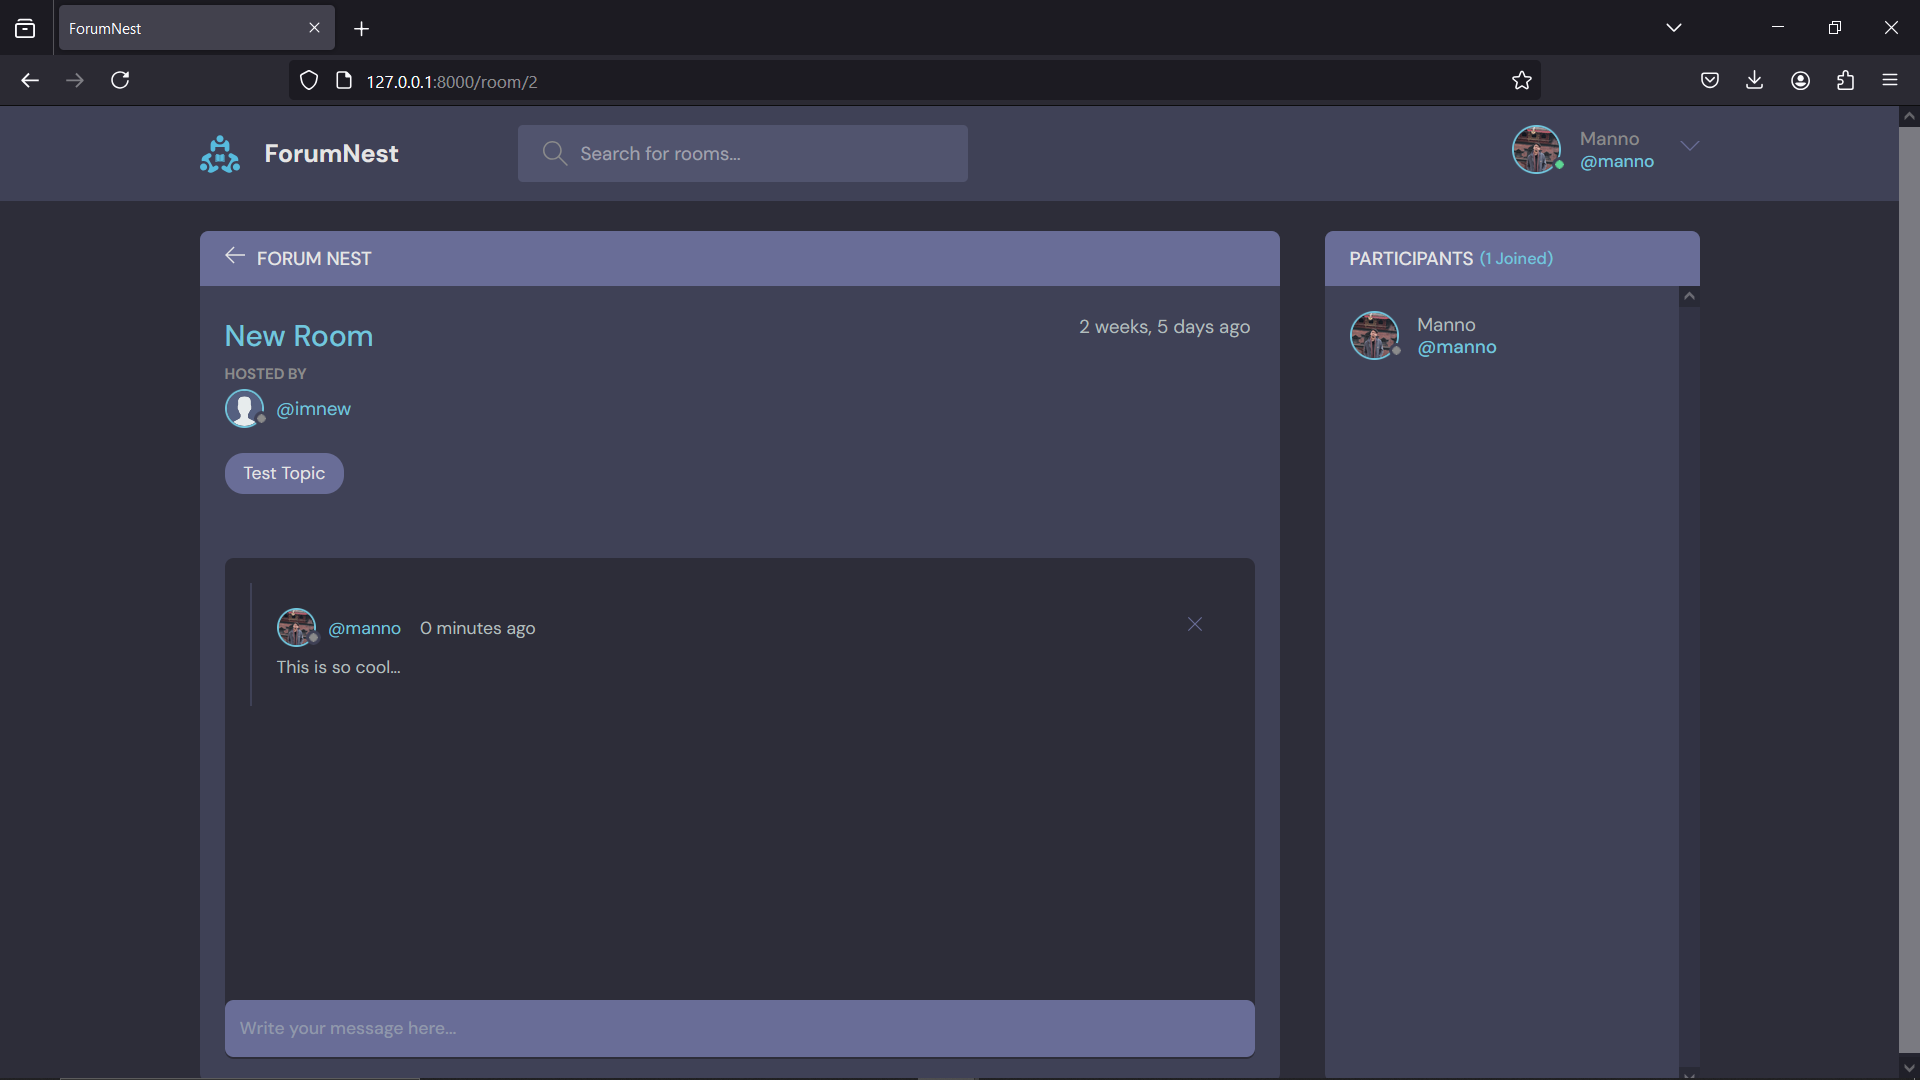 ForumNest
127.0.0.1:8000/room/2
ForumNest
Search for rooms...
Manno
@manno
FORUM NEST
New Room
2 weeks, 5 days ago
HOSTED BY
@imnew
Test Topic
@manno 0 minutes ago
This is so cool...
Write your message here...
PARTICIPANTS (1 Joined)
Manno
@manno